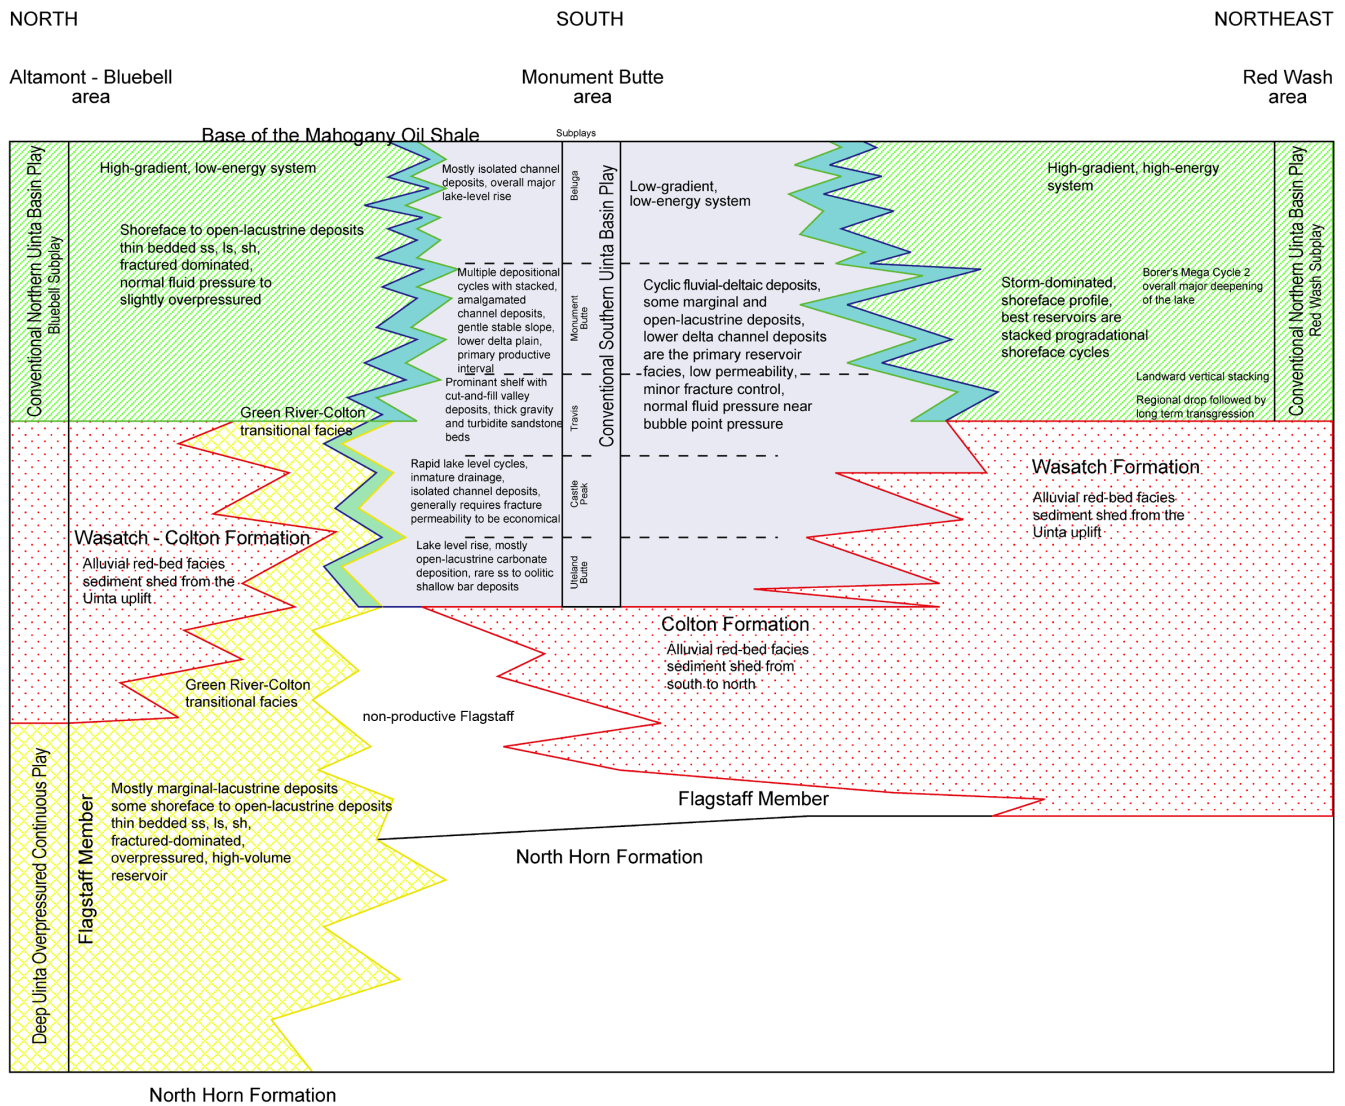 NORTH
SOUTH
NORTHEAST
Altamont - Bluebell
area
Monument Butte
area
Red Wash
area
Base of the Mahogany Oil Shale
Subplays
Conventional Northern Uinta Basin Play
Bluebell Subplay
High-gradient, low-energy system
Shoreface to open-lacustrine deposits
thin bedded ss, ls, sh,
fractured dominated,
normal fluid pressure to
slightly overpressured
Green River-Colton
transitional facies
Mostly isolated channel
deposits, overall major
lake-level rise
Multiple depositional
cycles with stacked,
amalgamated
channel deposits,
gentle stable slope,
lower delta plain,
primary productive
interval
Prominant shelf with
cut-and-fill valley
deposits, thick gravity
and turbidite sandstone
beds
Rapid lake level cycles,
inmature drainage,
isolated channel deposits,
generally requires fracture
permeability to be economical
Lake level rise, mostly
open-lacustrine carbonate
deposition, rare ss to oolitic
shallow bar deposits
Beluga
Monument
Butte
Travis
Castle
Peak
Uteland
Butte
Conventional Southern Uinta Basin Play
Low-gradient,
low-energy system
Cyclic fluvial-deltaic deposits,
some marginal and
open-lacustrine deposits,
lower delta channel deposits
are the primary reservoir
facies, low permeability,
minor fracture control,
normal fluid pressure near
bubble point pressure
High-gradient, high-energy
system
Storm-dominated,
shoreface profile,
best reservoirs are
stacked progradational
shoreface cycles
Borer's Mega Cycle 2
overall major deepening
of the lake
Landward vertical stacking
Regional drop followed by
long term transgression
Conventional Northern Uinta Basin Play
Red Wash Subplay
Wasatch Formation
Alluvial red-bed facies
sediment shed from the
Uinta uplift
Wasatch - Colton Formation
Alluvial red-bed facies
sediment shed from the
Uinta uplift
Colton Formation
Alluvial red-bed facies
sediment shed from
south to north
Green River-Colton
transitional facies
non-productive Flagstaff
Deep Uinta Overpressured Continuous Play
Flagstaff Member
Mostly marginal-lacustrine deposits
some shoreface to open-lacustrine deposits
thin bedded ss, ls, sh,
fractured-dominated,
overpressured, high-volume
reservoir
Flagstaff Member
North Horn Formation
North Horn Formation